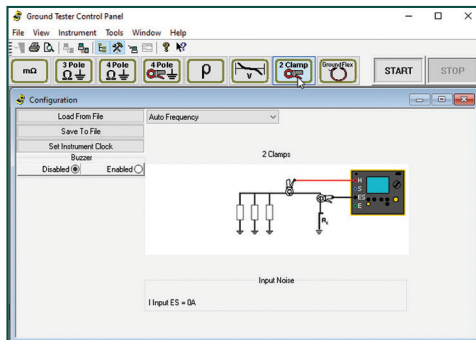 Ground Tester Control Panel
File View Instrument Tools Window Help
mΩ
3 Pole
Ω
4 Pole
Ω
4 Pole
ρ
V
2 Clamp
GroundFlex
START
STOP
Configuration
Load From File
Auto Frequency
Save To File
Set Instrument Clock
Buzzer
Disabled
Enabled
2 Clamps
H
S
ES
E
Rx
Input Noise
I Input ES = 0A